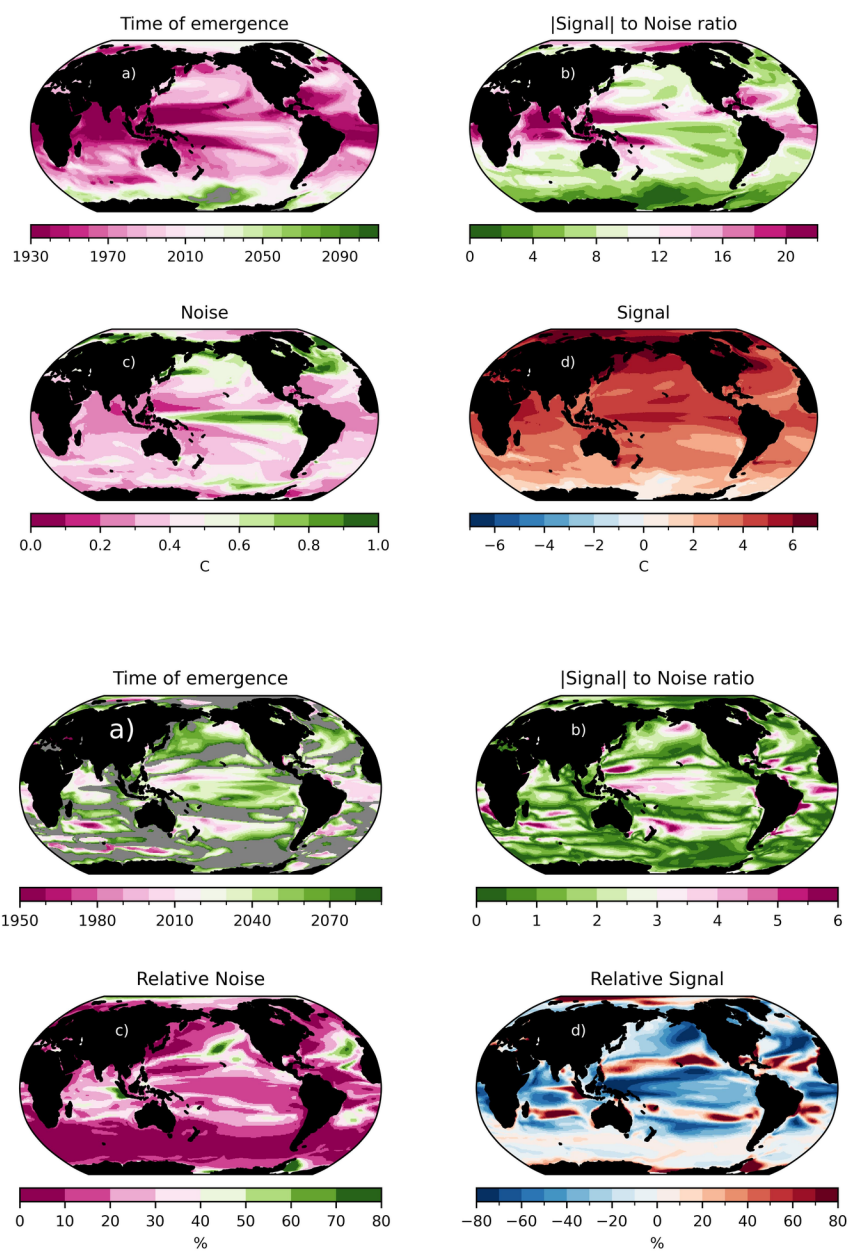 Time of emergence
|Signal| to Noise ratio
a)
b)
1930 1970 2010 2050 2090
0 4 8 12 16 20
Noise
Signal
c)
d)
0.0 0.2 0.4 0.6 0.8 1.0
C
−6 −4 −2 0 2 4 6
C
Time of emergence
|Signal| to Noise ratio
a)
b)
1950 1980 2010 2040 2070
0 1 2 3 4 5 6
Relative Noise
Relative Signal
c)
d)
0 10 20 30 40 50 60 70 80
%
−80 −60 −40 −20 0 20 40 60 80
%